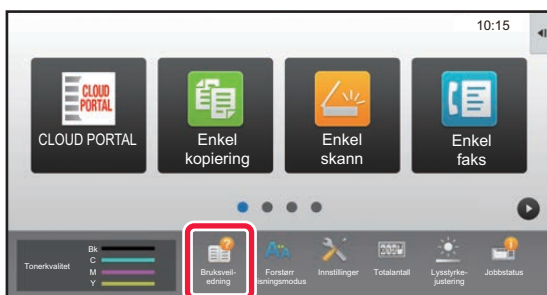 10:15
CLOUD
PORTAL
CLOUD PORTAL
Enkel
kopiering
Enkel
skann
Enkel
faks
Tonerkvalitet
Bk
C
M
Y
Bruksveil-
edning
Forstørr
visningsmodus
Innstillinger
Totalantall
Lysstyrke-
justering
Jobbstatus